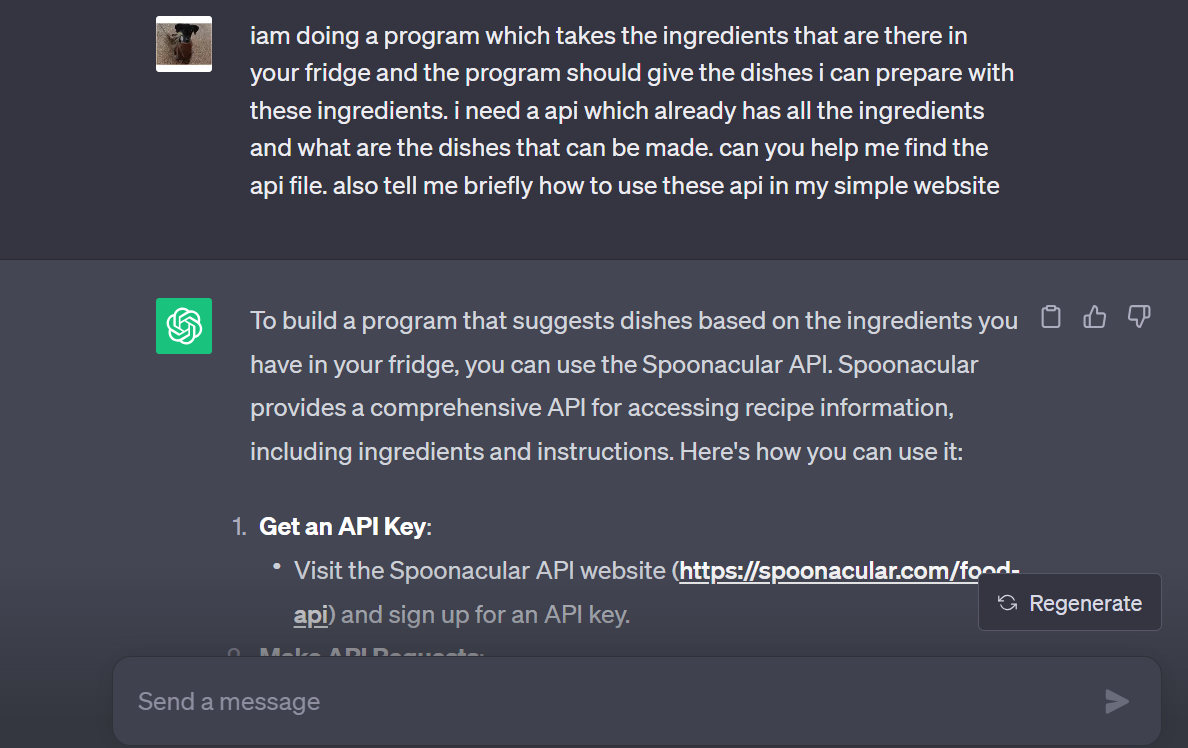 iam doing a program which takes the ingredients that are there in
your fridge and the program should give the dishes i can prepare with
these ingredients. i need a api which already has all the ingredients
and what are the dishes that can be made. can you help me find the
api file. also tell me briefly how to use these api in my simple website
To build a program that suggests dishes based on the ingredients you
have in your fridge, you can use the Spoonacular API. Spoonacular
provides a comprehensive API for accessing recipe information,
including ingredients and instructions. Here's how you can use it:
1. Get an API Key:
• Visit the Spoonacular API website (https://spoonacular.com/food-
api) and sign up for an API key.
2. Make API Requests:
Regenerate
Send a message